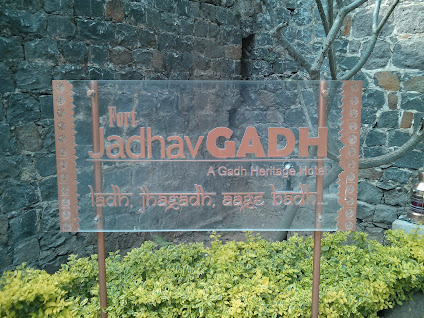 Fort
JadhavGADH
A Gadh Heritage Hotel
ladh, jhagadh, aage badh.